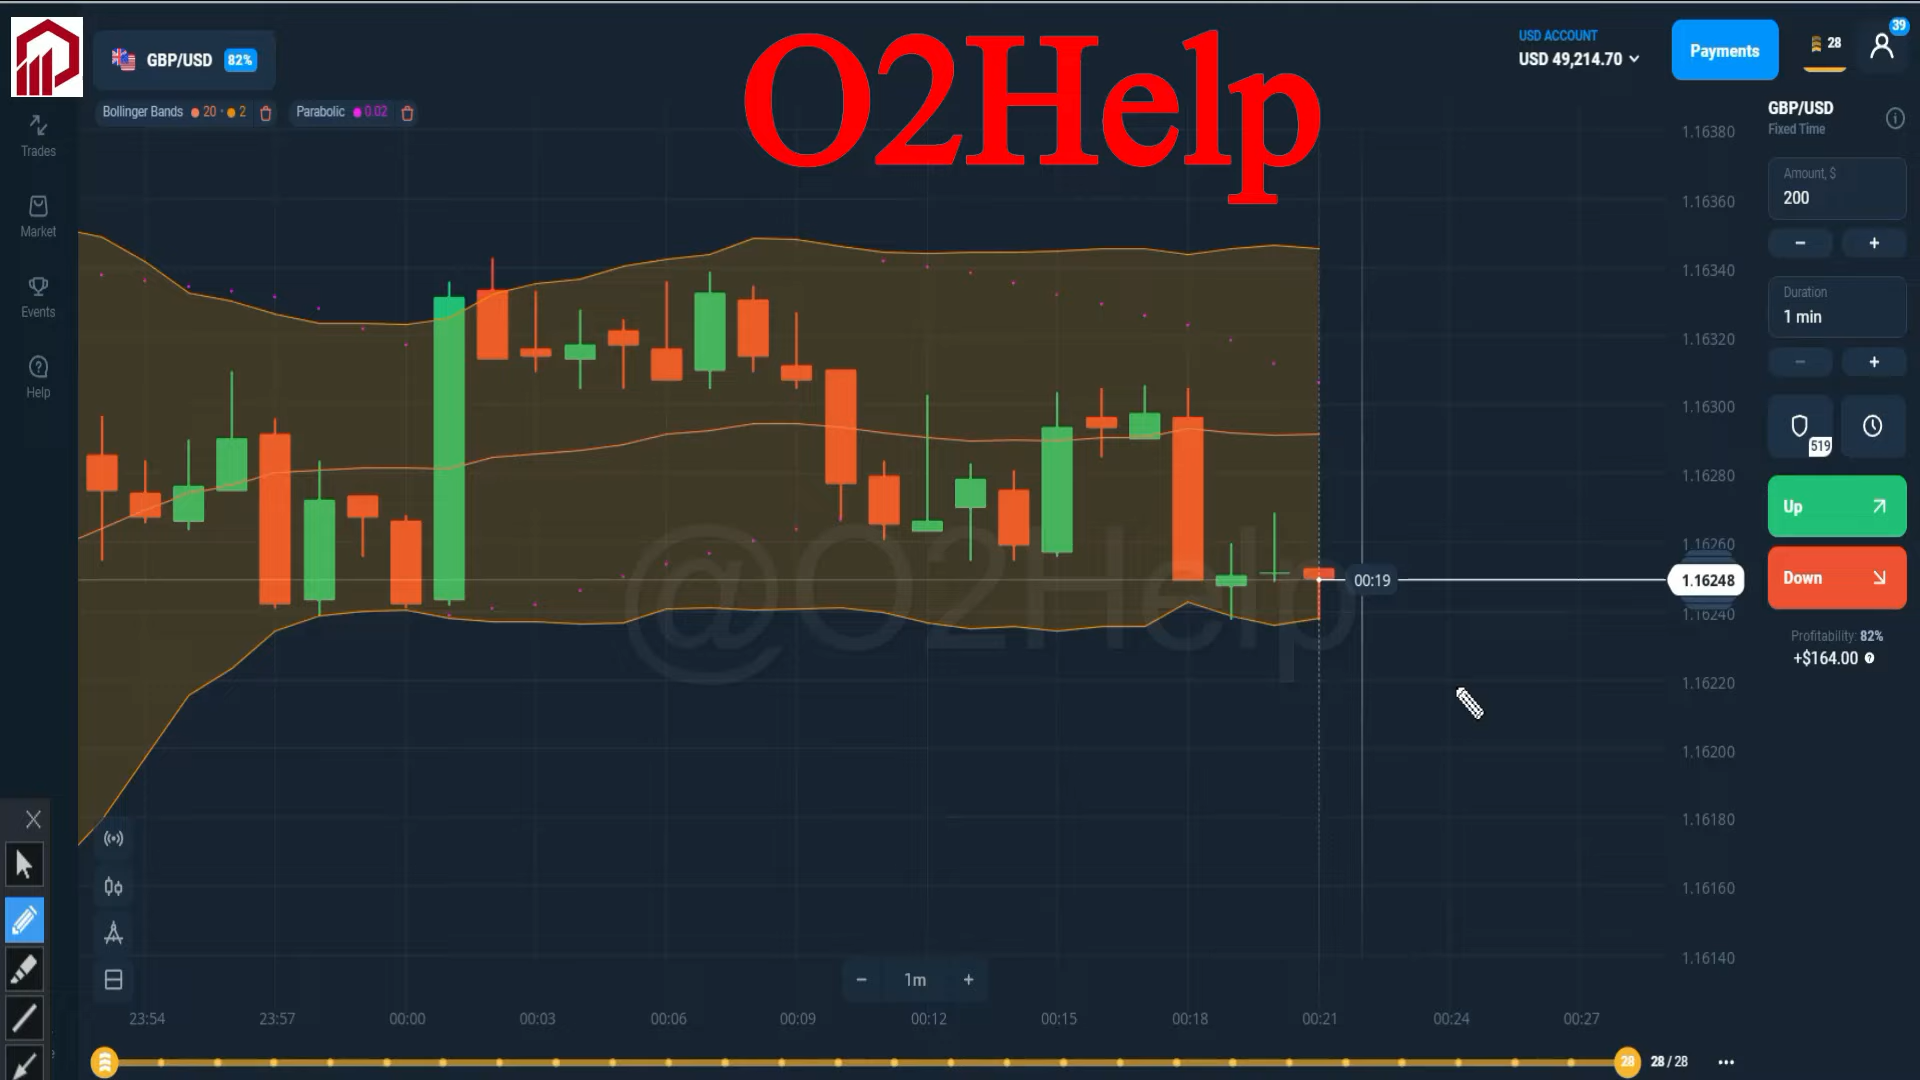 O2Help
GBP/USD 82%
USD ACCOUNT
USD 49,214.70
Payments
28
39
Bollinger Bands 20 · 2
Parabolic 0.02
Trades
Market
Events
Help
GBP/USD
Fixed Time
Amount, $
200
Duration
1 min
519
Up
Down
Profitability: 82%
+$164.00
1.16380
1.16360
1.16340
1.16320
1.16300
1.16280
1.16260
1.16248
1.16240
1.16220
1.16200
1.16180
1.16160
1.16140
00:19
@O2Help
1m
23:54
23:57
00:00
00:03
00:06
00:09
00:12
00:15
00:18
00:21
00:24
00:27
28
28 / 28